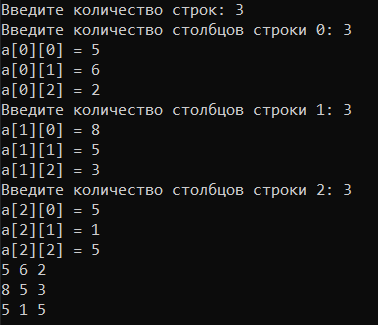 Введите количество строк: 3
Введите количество столбцов строки 0: 3
a[0][0] = 5
a[0][1] = 6
a[0][2] = 2
Введите количество столбцов строки 1: 3
a[1][0] = 8
a[1][1] = 5
a[1][2] = 3
Введите количество столбцов строки 2: 3
a[2][0] = 5
a[2][1] = 1
a[2][2] = 5
5 6 2
8 5 3
5 1 5